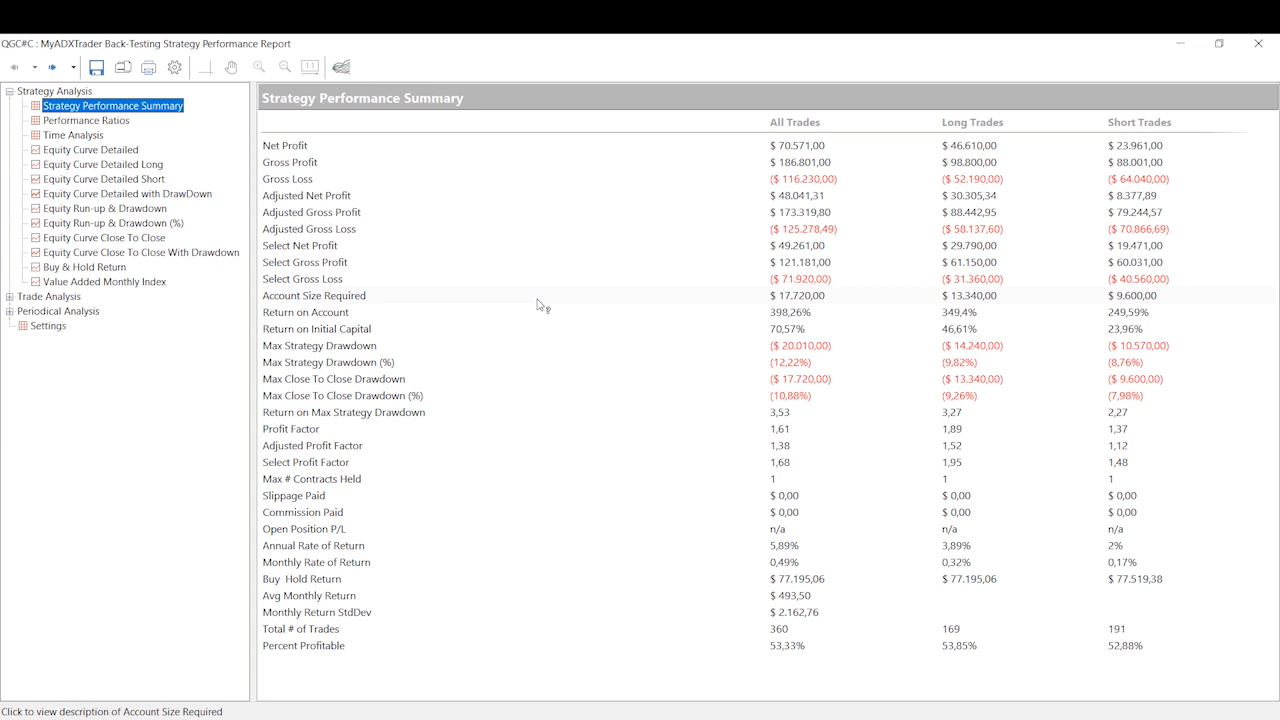 QGC#C : MyADXTrader Back-Testing Strategy Performance Report
Strategy Analysis
Strategy Performance Summary
Performance Ratios
Time Analysis
Equity Curve Detailed
Equity Curve Detailed Long
Equity Curve Detailed Short
Equity Curve Detailed with DrawDown
Equity Run-up & Drawdown
Equity Run-up & Drawdown (%)
Equity Curve Close To Close
Equity Curve Close To Close With Drawdown
Buy & Hold Return
Value Added Monthly Index
Trade Analysis
Periodical Analysis
Settings
Strategy Performance Summary
All Trades Long Trades Short Trades
Net Profit $ 70.571,00 $ 46.610,00 $ 23.961,00
Gross Profit $ 186.801,00 $ 98.800,00 $ 88.001,00
Gross Loss ($ 116.230,00) ($ 52.190,00) ($ 64.040,00)
Adjusted Net Profit $ 48.041,31 $ 30.305,34 $ 8.377,89
Adjusted Gross Profit $ 173.319,80 $ 88.442,95 $ 79.244,57
Adjusted Gross Loss ($ 125.278,49) ($ 58.137,60) ($ 70.866,69)
Select Net Profit $ 49.261,00 $ 29.790,00 $ 19.471,00
Select Gross Profit $ 121.181,00 $ 61.150,00 $ 60.031,00
Select Gross Loss ($ 71.920,00) ($ 31.360,00) ($ 40.560,00)
Account Size Required $ 17.720,00 $ 13.340,00 $ 9.600,00
Return on Account 398,26% 349,4% 249,59%
Return on Initial Capital 70,57% 46,61% 23,96%
Max Strategy Drawdown ($ 20.010,00) ($ 14.240,00) ($ 10.570,00)
Max Strategy Drawdown (%) (12,22%) (9,82%) (8,76%)
Max Close To Close Drawdown ($ 17.720,00) ($ 13.340,00) ($ 9.600,00)
Max Close To Close Drawdown (%) (10,88%) (9,26%) (7,98%)
Return on Max Strategy Drawdown 3,53 3,27 2,27
Profit Factor 1,61 1,89 1,37
Adjusted Profit Factor 1,38 1,52 1,12
Select Profit Factor 1,68 1,95 1,48
Max # Contracts Held 1 1 1
Slippage Paid $ 0,00 $ 0,00 $ 0,00
Commission Paid $ 0,00 $ 0,00 $ 0,00
Open Position P/L n/a n/a n/a
Annual Rate of Return 5,89% 3,89% 2%
Monthly Rate of Return 0,49% 0,32% 0,17%
Buy Hold Return $ 77.195,06 $ 77.195,06 $ 77.519,38
Avg Monthly Return $ 493,50
Monthly Return StdDev $ 2.162,76
Total # of Trades 360 169 191
Percent Profitable 53,33% 53,85% 52,88%
Click to view description of Account Size Required